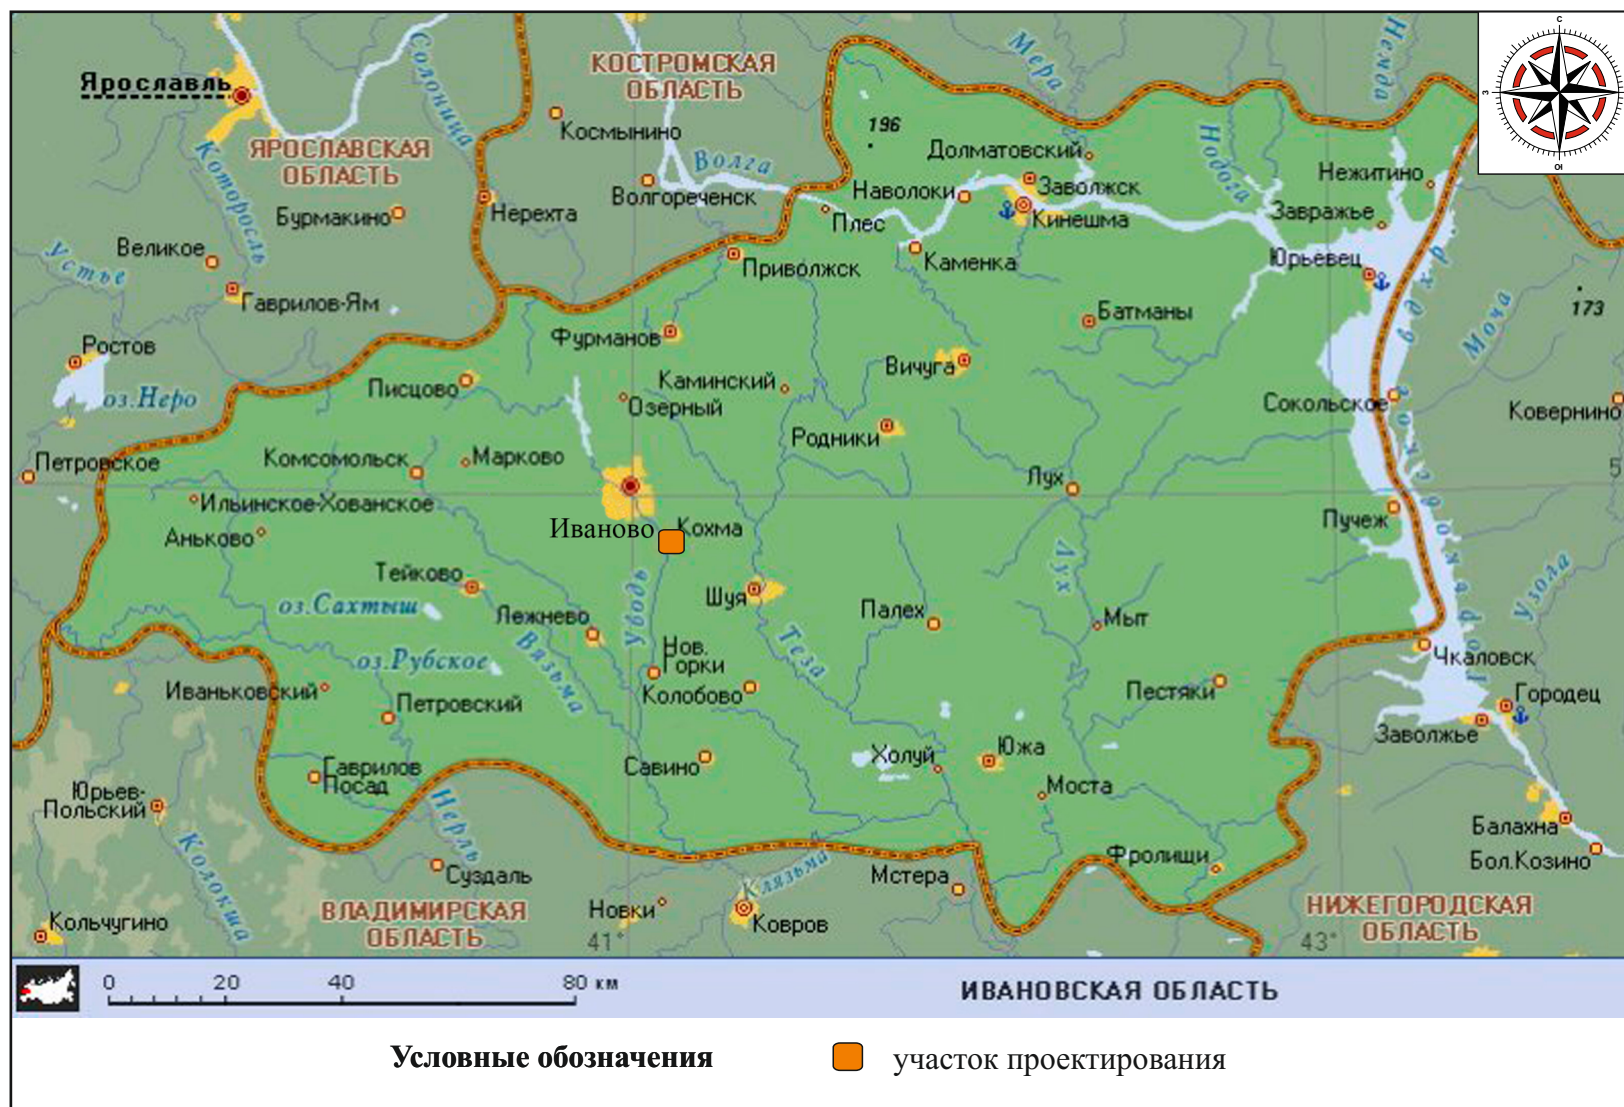 С
З
Ю
Ярославль
ЯРОСЛАВСКАЯ
ОБЛАСТЬ
Которосль
Солоница
КОСТРОМСКАЯ
ОБЛАСТЬ
Космынино
Волгореченск
Волга
Нерехта
Бурмакино
Великое
Устье
Гаврилов-Ям
Ростов
оз.Неро
Петровское
196
Мера
Немда
Долматовский
Нодога
Нежитино
Наволоки
Заволжск
Кинешма
Завражье
Плес
Каменка
Юрьевец
Приволжск
Фурманов
Батманы
Вичуга
Моча
173
Писцово
Каминский
Озерный
Родники
Сокольское
Ковернино
Комсомольск
Марково
Лух
5
Ильинское-Хованское
Аньково
Иваново
Кохма
Пучеж
Горьковское вдхр.
Тейково
оз.Сахтыш
Лежнево
Уводь
Шуя
Палех
Лух
Мыт
Узола
Нов.
Горки
Теза
Вязьма
оз.Рубское
Чкаловск
Иваньковский
Петровский
Колобово
Пестяки
Городец
Заволжье
Гаврилов
Посад
Савино
Холуй
Южа
Моста
Юрьев-
Польский
Колокша
Нерль
Суздаль
Балахна
Бол.Козино
Фролищи
Мстера
Клязьма
Новки
Ковров
Кольчугино
ВЛАДИМИРСКАЯ
ОБЛАСТЬ
НИЖЕГОРОДСКАЯ
ОБЛАСТЬ
41°
43°
0 20 40 80 км
ИВАНОВСКАЯ ОБЛАСТЬ
Условные обозначения
участок проектирования